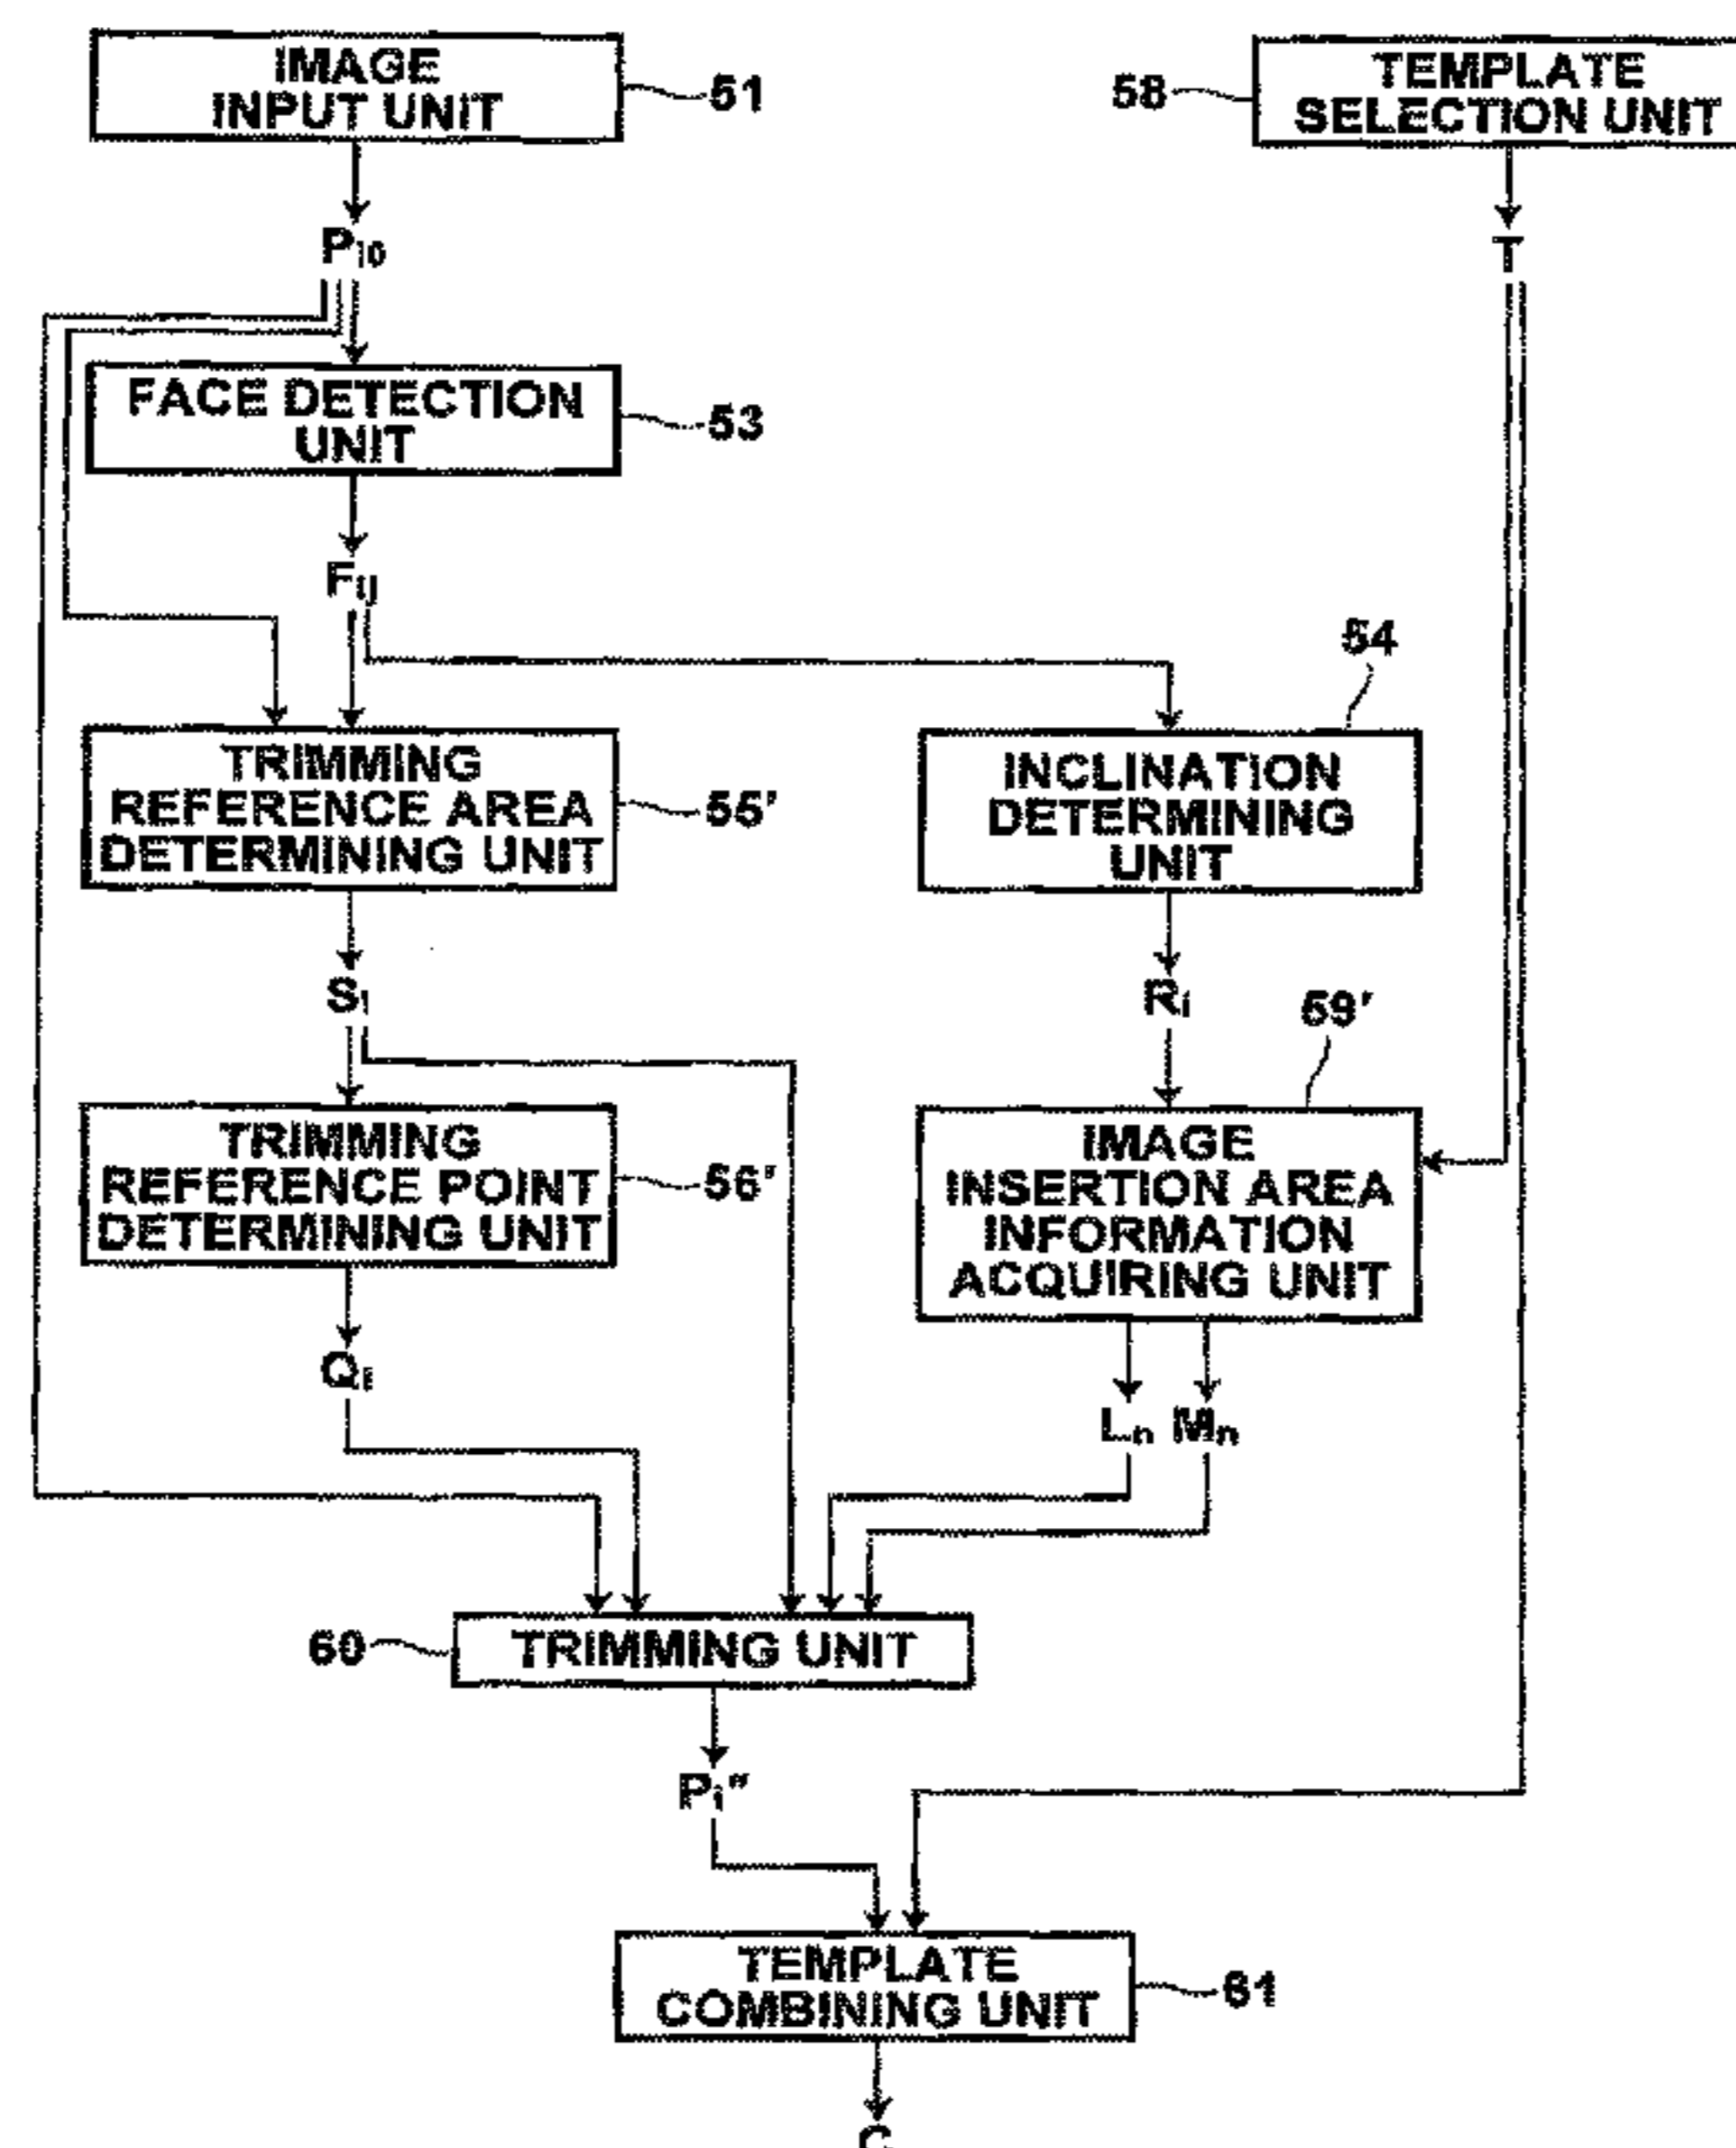 IMAGE
INPUT UNIT
51
58
TEMPLATE
SELECTION UNIT
Pi0
T
FACE DETECTION
UNIT
53
Fij
54
TRIMMING
REFERENCE AREA
DETERMINING UNIT
55'
INCLINATION
DETERMINING
UNIT
Si
Ri
59'
TRIMMING
REFERENCE POINT
DETERMINING UNIT
56'
IMAGE
INSERTION AREA
INFORMATION
ACQUIRING UNIT
Qi
Ln Mn
60
TRIMMING UNIT
Pi"
TEMPLATE
COMBINING UNIT
61